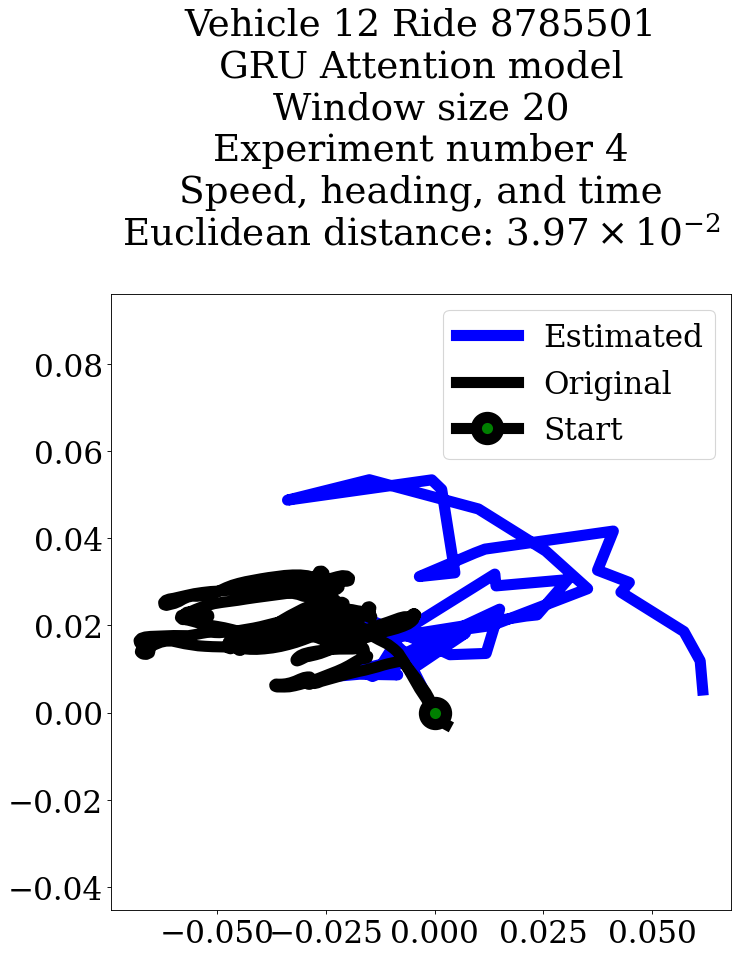 Vehicle 12 Ride 8785501
GRU Attention model
Window size 20
Experiment number 4
Speed, heading, and time
Euclidean distance: 3.97 × 10⁻²
Estimated
Original
Start
0.08
0.06
0.04
0.02
0.00
−0.02
−0.04
−0.050 −0.025 0.000 0.025 0.050